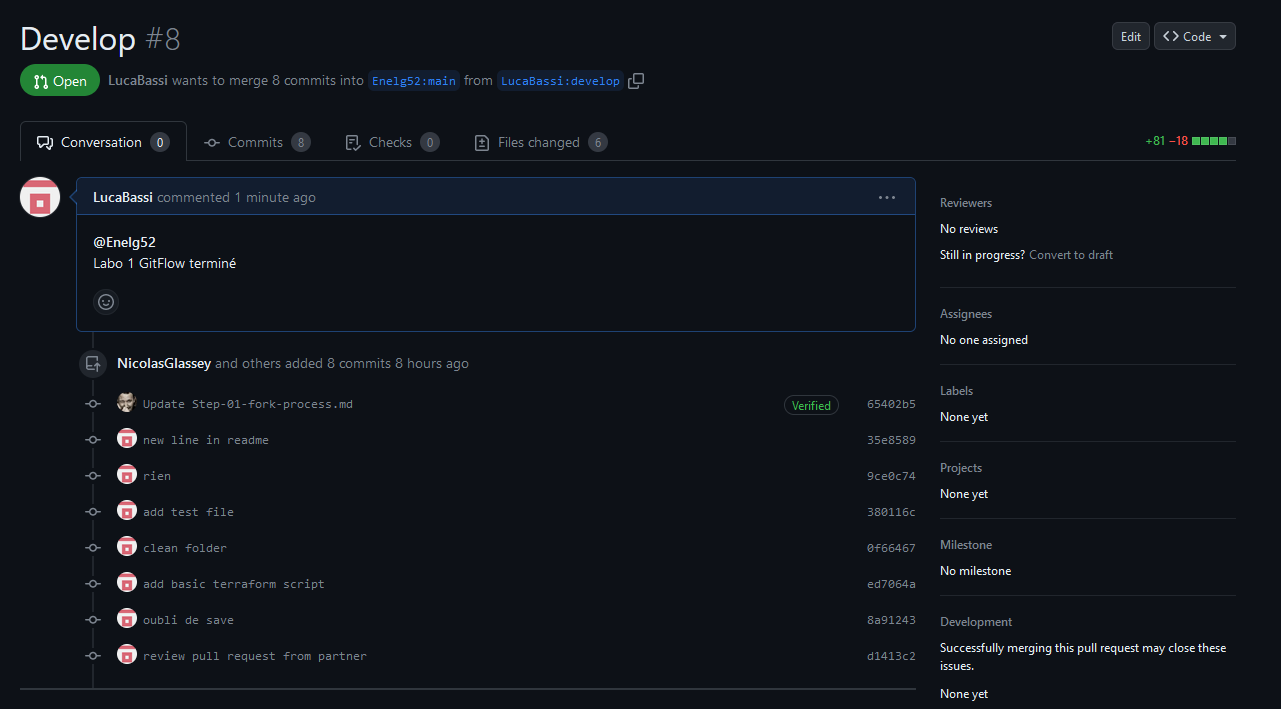 Develop #8
Edit
Code
Open
LucaBassi wants to merge 8 commits into Enelg52:main from LucaBassi:develop
Conversation 0
Commits 8
Checks 0
Files changed 6
+81 −18
LucaBassi commented 1 minute ago
@Enelg52
Labo 1 GitFlow terminé
NicolasGlassey and others added 8 commits 8 hours ago
Update Step-01-fork-process.md Verified 65402b5
new line in readme 35e8589
rien 9ce0c74
add test file 380116c
clean folder 0f66467
add basic terraform script ed7064a
oubli de save 8a91243
review pull request from partner d1413c2
Reviewers
No reviews
Still in progress? Convert to draft
Assignees
No one assigned
Labels
None yet
Projects
None yet
Milestone
No milestone
Development
Successfully merging this pull request may close these
issues.
None yet